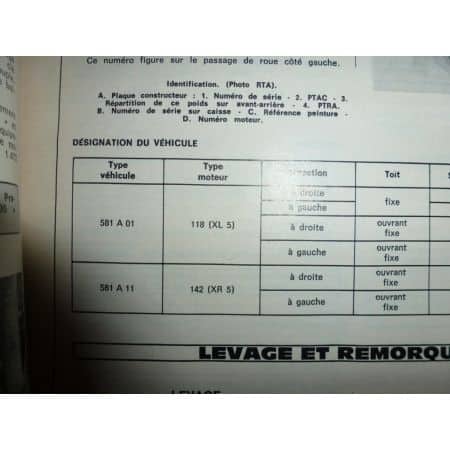 Ce numéro figure sur le passage de roue côté gauche.
Identification. (Photo RTA).
A. Plaque constructeur : 1. Numéro de série - 2. PTAC - 3.
Répartition de ce poids sur avant-arrière - 4. PTRA.
B. Numéro de série sur caisse - C. Référence peinture -
D. Numéro moteur.
DÉSIGNATION DU VÉHICULE
Type véhicule Type moteur Toit
581 A 01 118 (XL 5) à droite fixe
à gauche
à droite ouvrant fixe
à gauche ouvrant fixe
581 A 11 142 (XR 5) à droite ouvrant fixe
à gauche ouvrant fixe
LEVAGE ET REMORQU
LEVAGE